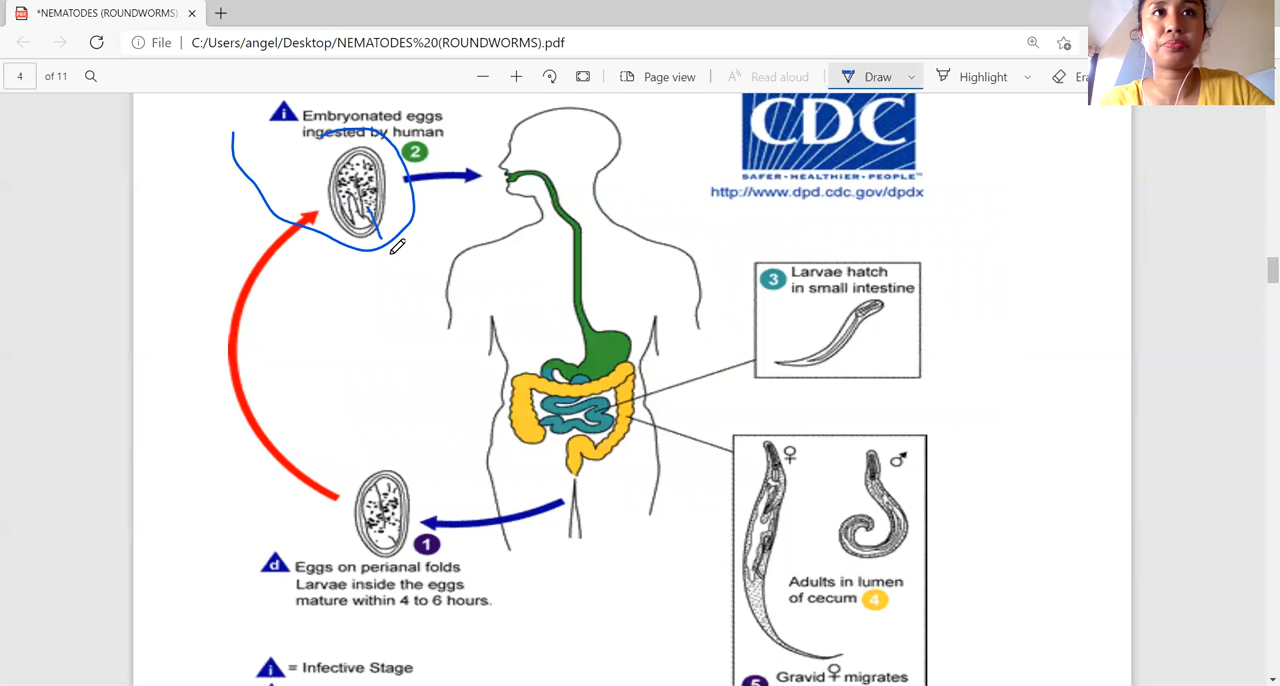 *NEMATODES (ROUNDWORMS)
File
C:/Users/angel/Desktop/NEMATODES%20(ROUNDWORMS).pdf
4 of 11
Page view
Read aloud
Draw
Highlight
i Embryonated eggs
ingested by human
2
CDC
SAFER • HEALTHIER • PEOPLE™
http://www.dpd.cdc.gov/dpdx
3 Larvae hatch
in small intestine
♀
♂
Adults in lumen
of cecum 4
1
d Eggs on perianal folds
Larvae inside the eggs
mature within 4 to 6 hours.
i = Infective Stage
5 Gravid ♀ migrates